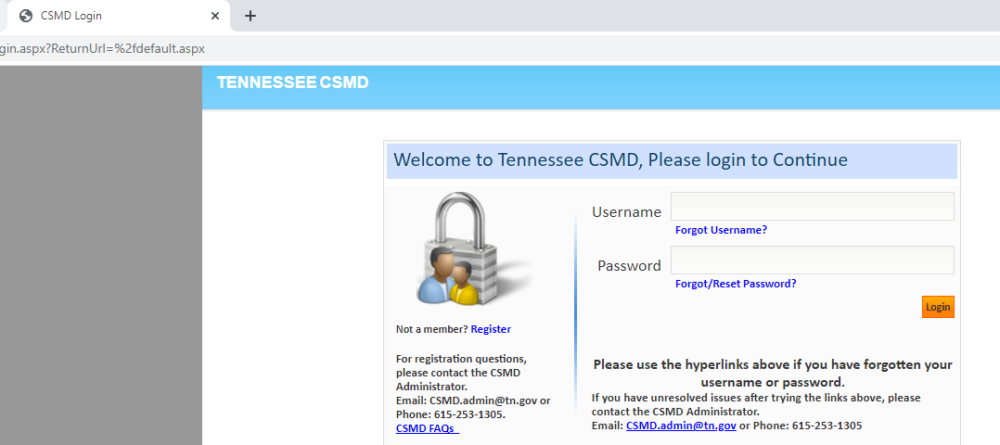 CSMD Login
gin.aspx?ReturnUrl=%2fdefault.aspx
TENNESSEE CSMD
Welcome to Tennessee CSMD, Please login to Continue
Username
Forgot Username?
Password
Forgot/Reset Password?
Login
Not a member? Register
For registration questions,
please contact the CSMD
Administrator.
Email: CSMD.admin@tn.gov or
Phone: 615-253-1305.
CSMD FAQs
Please use the hyperlinks above if you have forgotten your
username or password.
If you have unresolved issues after trying the links above, please
contact the CSMD Administrator.
Email: CSMD.admin@tn.gov or Phone: 615-253-1305